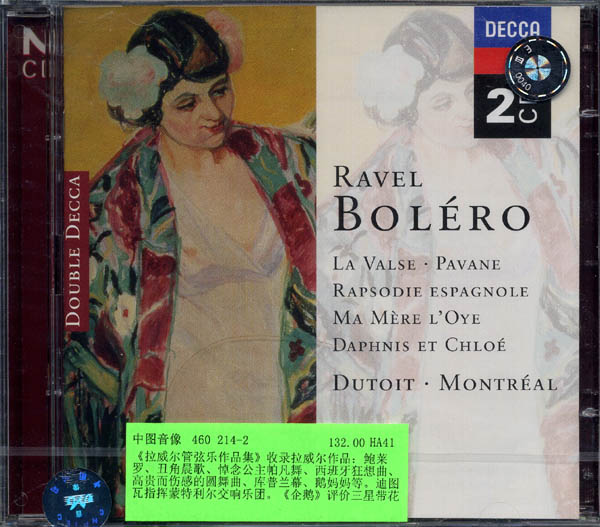 DECCA
2
CD
DOUBLE DECCA
RAVEL
BOLÉRO
LA VALSE · PAVANE
RAPSODIE ESPAGNOLE
MA MÈRE L'OYE
DAPHNIS ET CHLOÉ
DUTOIT · MONTRÉAL
中图音像 460 214-2 132.00 HA41
《拉威尔管弦乐作品集》收录拉威尔作品：鲍莱
罗、丑角晨歌、悼念公主帕凡舞、西班牙狂想曲、
高贵而伤感的圆舞曲、库普兰幕、鹅妈妈等。迪图
瓦指挥蒙特利尔交响乐团。《企鹅》评价三星带花